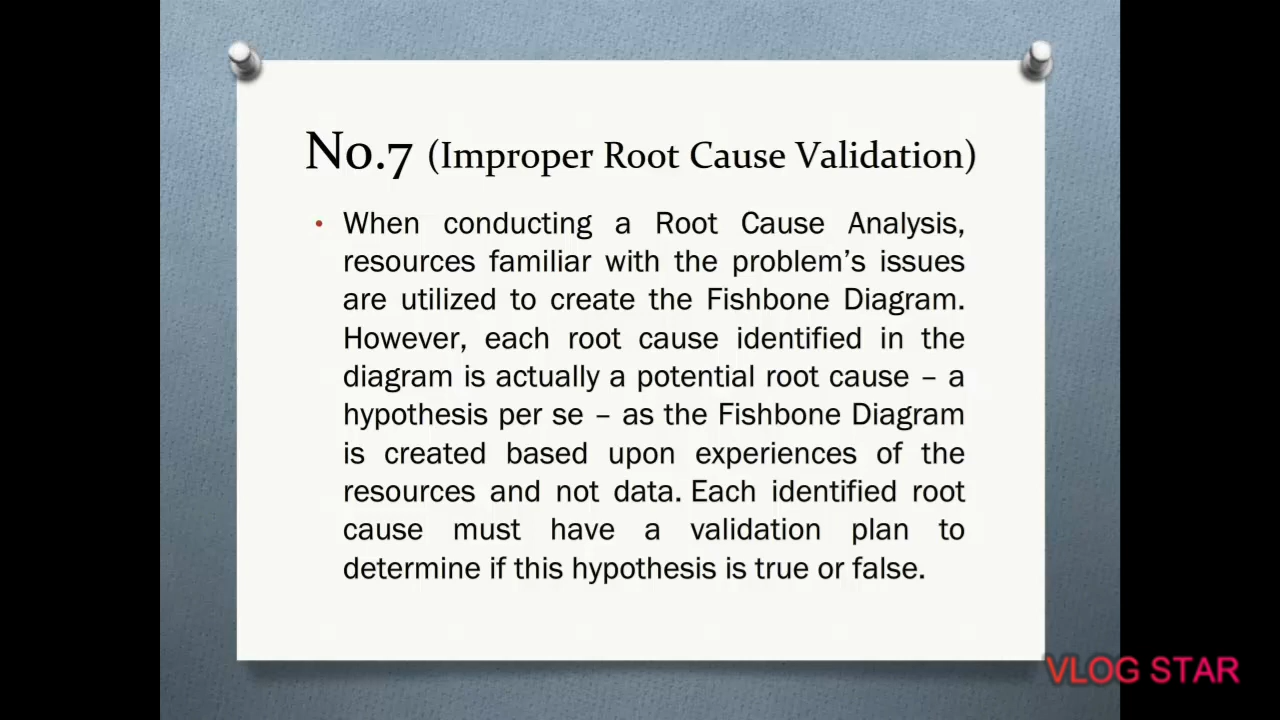 No.7 (Improper Root Cause Validation)
• When conducting a Root Cause Analysis,
resources familiar with the problem’s issues
are utilized to create the Fishbone Diagram.
However, each root cause identified in the
diagram is actually a potential root cause – a
hypothesis per se – as the Fishbone Diagram
is created based upon experiences of the
resources and not data. Each identified root
cause must have a validation plan to
determine if this hypothesis is true or false.
VLOG STAR